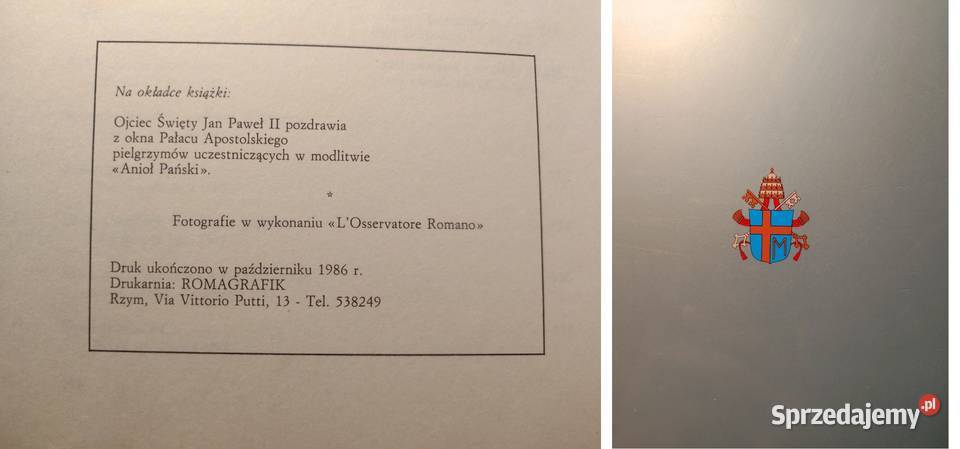 Na okładce książki:
Ojciec Święty Jan Paweł II pozdrawia
z okna Pałacu Apostolskiego
pielgrzymów uczestniczących w modlitwie
«Anioł Pański».
*
Fotografie w wykonaniu «L'Osservatore Romano»
Druk ukończono w październiku 1986 r.
Drukarnia: ROMAGRAFIK
Rzym, Via Vittorio Putti, 13 - Tel. 538249
M
Sprzedajemy.pl